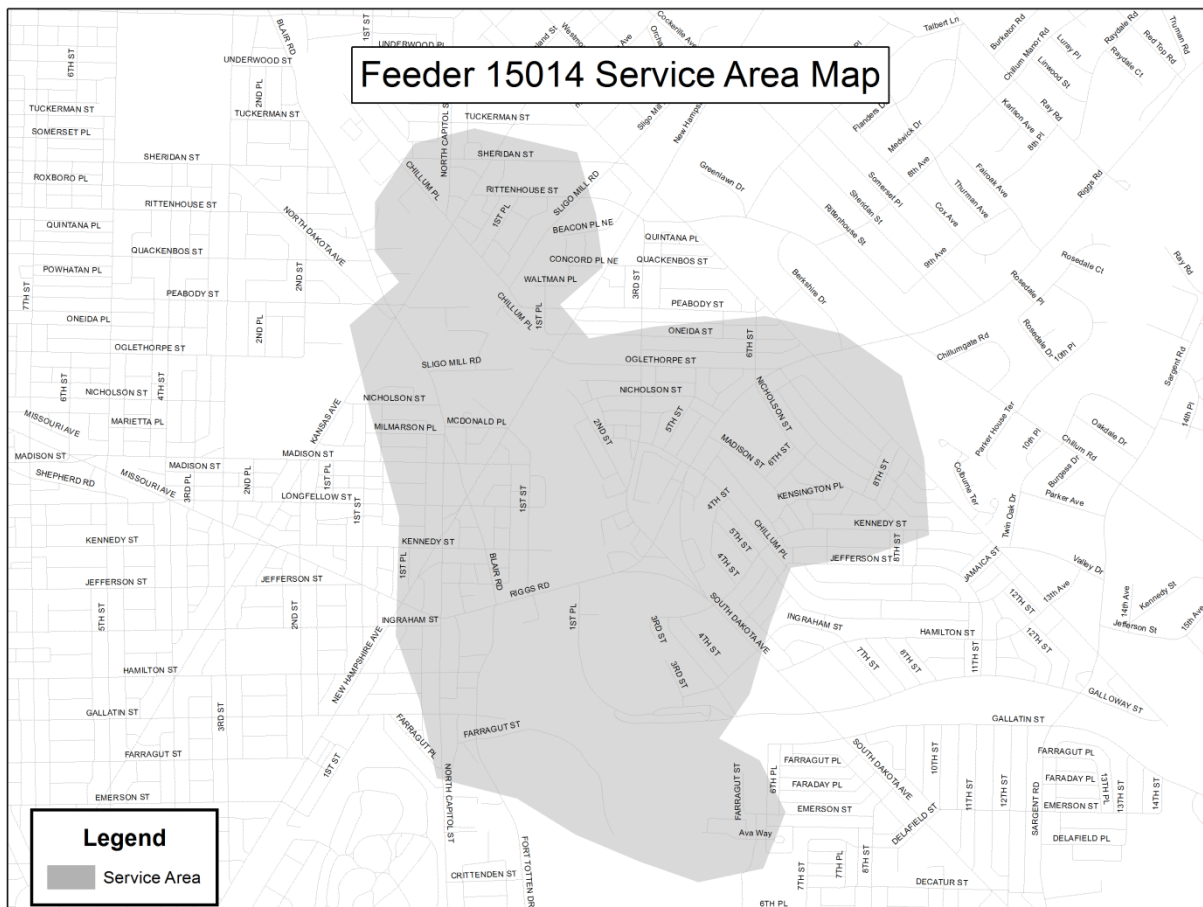 Feeder 15014 Service Area Map
BLAIR RD
1ST ST
UNDERWOOD PL
Cockerille Ave
Talbert Ln
Burketon Rd
Chillum Manor Rd
Luray Pl
Linwood St
Raydale Rd
Raydale Ct
Red Top Rd
Truman Rd
6TH ST
UNDERWOOD ST
2ND PL
TUCKERMAN ST
TUCKERMAN ST
NORTH CAPITOL ST
TUCKERMAN ST
New Hamps
Flanders
Medwick Dr
Karlson Ave
Ray Rd
8th Pl
SOMERSET PL
SHERIDAN ST
CHILLUM PL
SHERIDAN ST
Greenlawn Dr
8th Ave
Fairoak Ave
Riggs Rd
ROXBORO PL
RITTENHOUSE ST
RITTENHOUSE ST
SLIGO MILL RD
Somerset Pl
Sheridan St
Rittenhouse St
Thurman Ave
Cox Ave
QUINTANA PL
NORTH DAKOTA AVE
1ST PL
BEACON PL NE
QUINTANA PL
9th Ave
QUACKENBOS ST
CONCORD PL NE
QUACKENBOS ST
Rosedale Ct
Ray Rd
POWHATAN PL
7TH ST
2ND ST
WALTMAN PL
3RD ST
Berkshire Dr
Rosedale Pl
PEABODY ST
CHILLUM PL
1ST PL
PEABODY ST
ONEIDA PL
2ND PL
ONEIDA ST
6TH ST
Rosedale Dr
10th Pl
OGLETHORPE ST
SLIGO MILL RD
OGLETHORPE ST
Chillumgate Rd
Sargent Rd
6TH ST
NICHOLSON ST
4TH ST
NICHOLSON ST
NICHOLSON ST
NICHOLSON ST
14th Pl
MISSOURI AVE
MARIETTA PL
KANSAS AVE
MILMARSON PL
MCDONALD PL
2ND ST
5TH ST
Parker House Ter
10th Pl
Oakdale Dr
Chillum Rd
MADISON ST
MADISON ST
MADISON ST
MADISON ST
6TH ST
8TH ST
Colburne Ter
Burgess Dr
SHEPHERD RD
MISSOURI AVE
3RD PL
2ND PL
1ST PL
LONGFELLOW ST
1ST ST
1ST ST
4TH ST
KENSINGTON PL
Twin Oak Dr
Parker Ave
KENNEDY ST
1ST PL
KENNEDY ST
BLAIR RD
5TH ST
4TH ST
CHILLUM PL
KENNEDY ST
8TH ST
JEFFERSON ST
JEFFERSON ST
JEFFERSON ST
RIGGS RD
JAMAICA ST
Valley Dr
5TH ST
2ND ST
1ST PL
SOUTH DAKOTA AVE
12TH ST
13th Ave
14th Ave
Kennedy St
INGRAHAM ST
3RD ST
4TH ST
INGRAHAM ST
HAMILTON ST
12TH ST
Jefferson St
15th Ave
HAMILTON ST
NEW HAMPSHIRE AVE
3RD ST
7TH ST
8TH ST
11TH ST
GALLATIN ST
3RD ST
GALLATIN ST
GALLOWAY ST
FARRAGUT ST
1ST ST
FARRAGUT PL
FARRAGUT ST
FARRAGUT ST
6TH PL
FARRAGUT PL
SOUTH DAKOTA AVE
10TH ST
FARRAGUT PL
FARADAY PL
11TH ST
12TH ST
SARGENT RD
FARADAY PL
13TH PL
13TH ST
14TH ST
EMERSON ST
NORTH CAPITOL ST
EMERSON ST
DELAFIELD ST
EMERSON ST
Ava Way
DELAFIELD PL
Legend
Service Area
CRITTENDEN ST
FORT TOTTEN DR
7TH ST
7TH PL
8TH ST
DECATUR ST
6TH PL